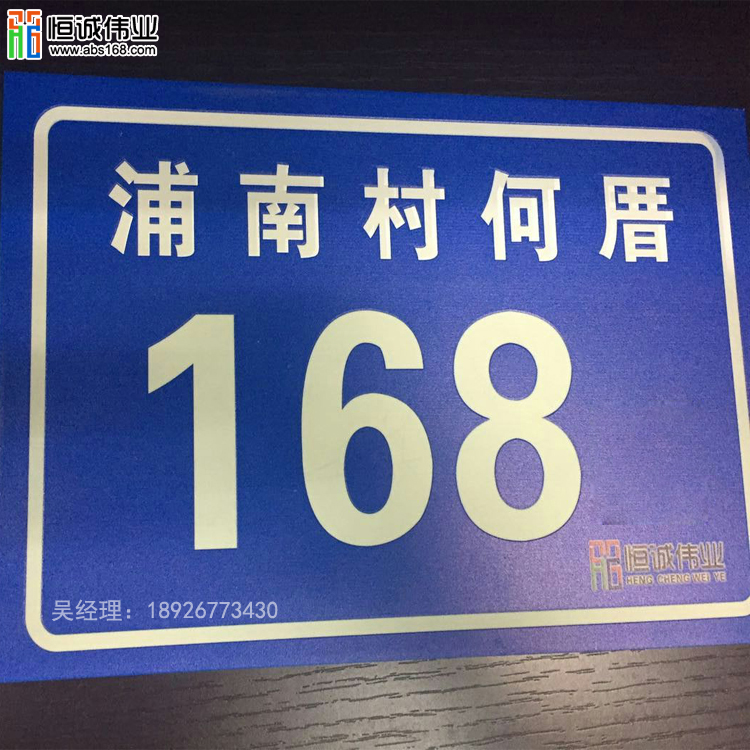 恒诚伟业
www.abs168.com
浦南村何厝
168
恒诚伟业
HENG CHENG WEI YE
吴经理：18926773430